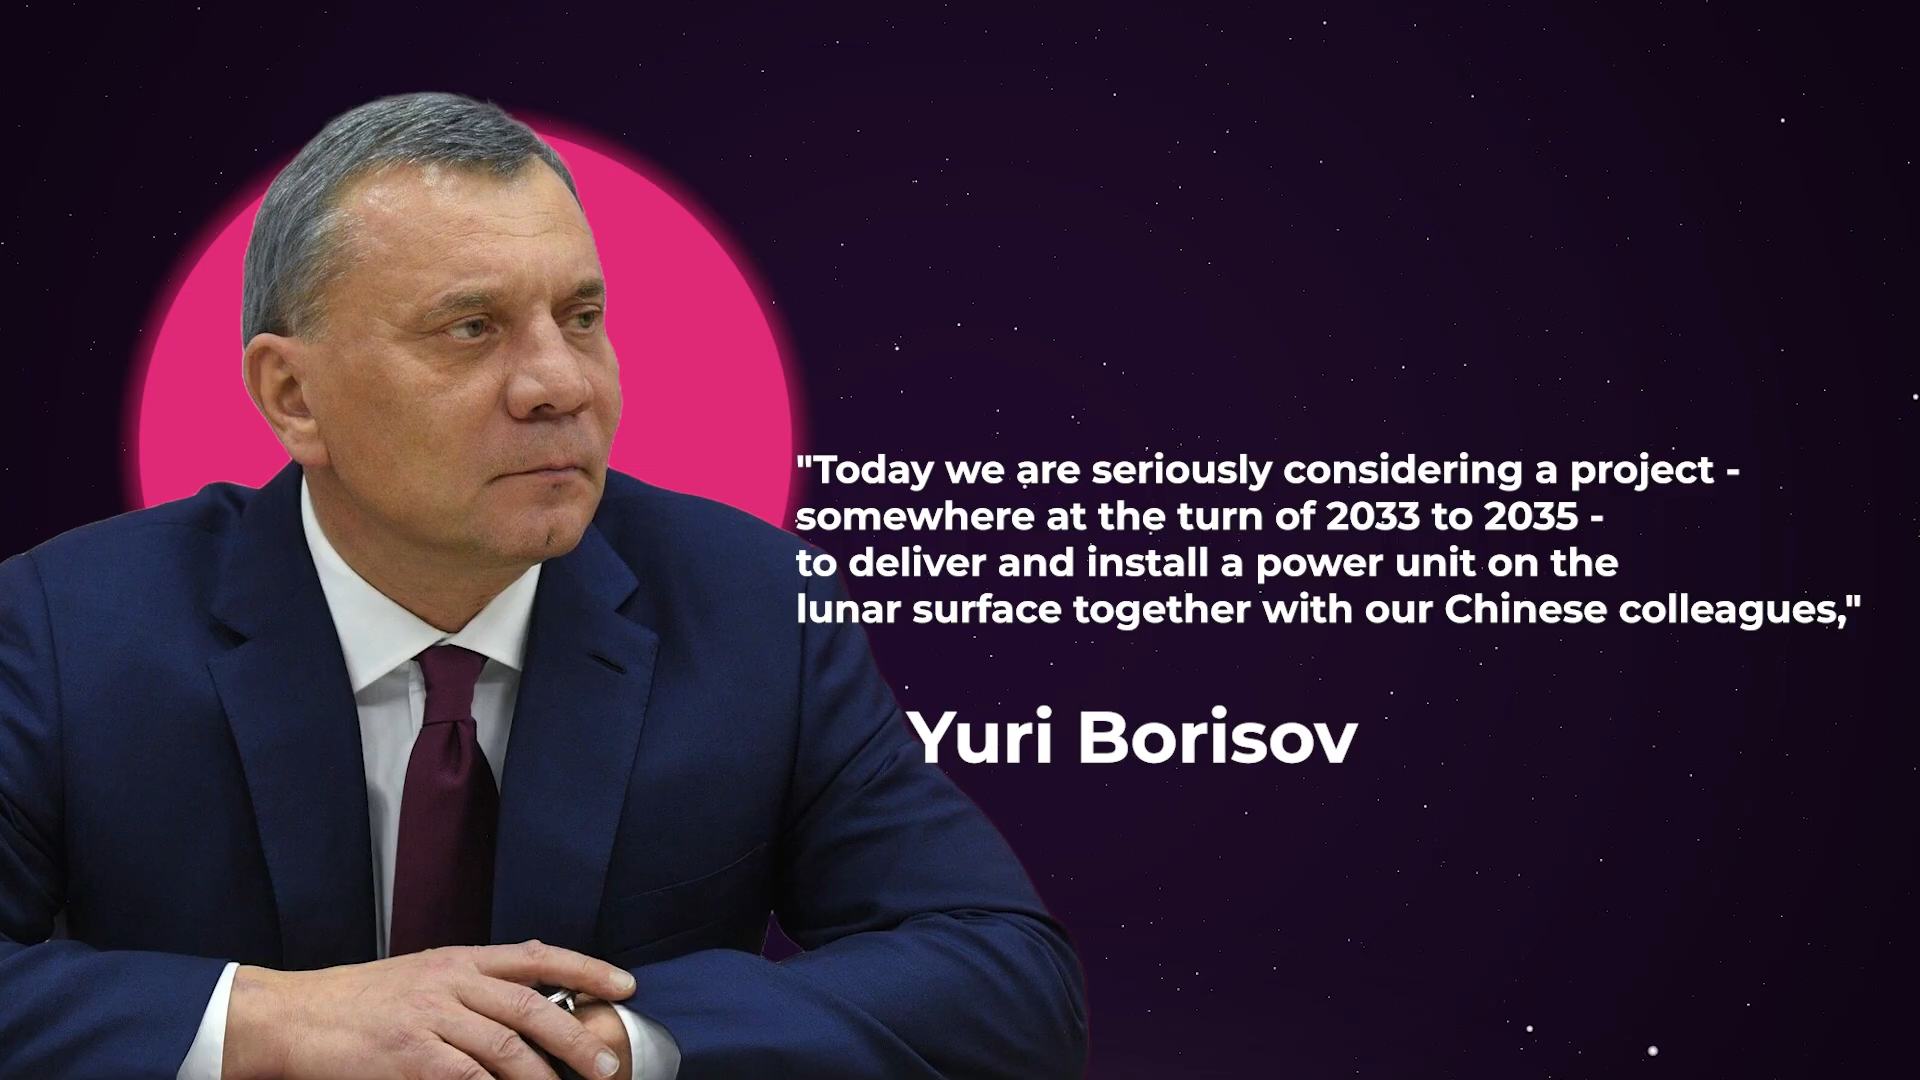 "Today we are seriously considering a project -
somewhere at the turn of 2033 to 2035 -
to deliver and install a power unit on the
lunar surface together with our Chinese colleagues,"
Yuri Borisov